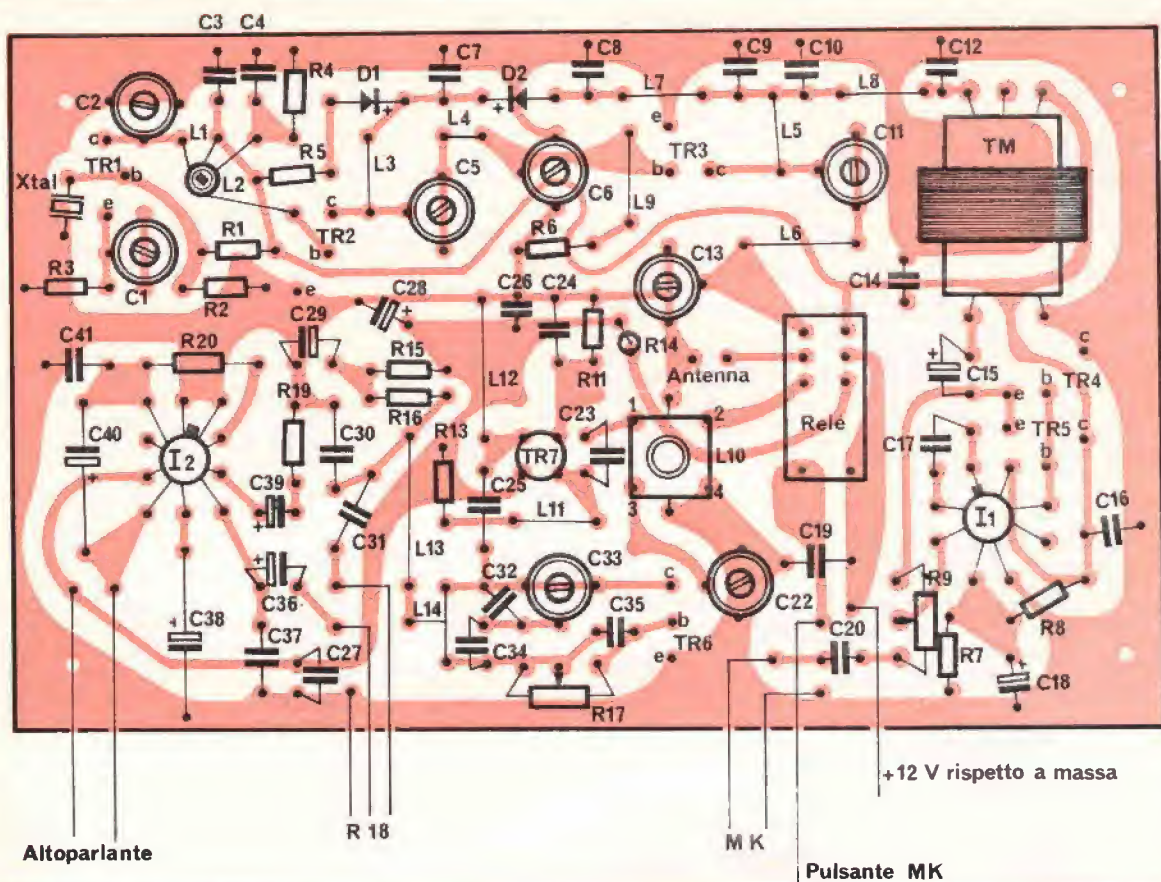 C3 C4
C7
C8
C9
C10
C12
R4
D1
D2
L7
L8
C2
+
+
e
c
L1
L4
L5
C11
TR1
b
R5
L3
C5
TR3
b
c
TM
Xtal
L2
C6
e
c
TR2
L9
R1
R6
L6
b
C13
R3
C1
R2
e
C26
C24
C14
C28
+
C41
R20
C29
R14
R15
L12
R11
Antenna
+
C15
c
R19
R16
1
2
b
TR4
C40
I2
C30
R13
C23
Relè
C17
e
e
TR5
+
TR7
L10
b
C39
C25
3
4
I1
C16
+
C31
L11
C19
+
L13
C32
C33
c
C36
C22
R9
C38
L14
C35
b
R8
+
C37
C34
TR6
C20
R7
C27
e
+
C18
R17
+12 V rispetto a massa
R 18
M K
Altoparlante
Pulsante MK